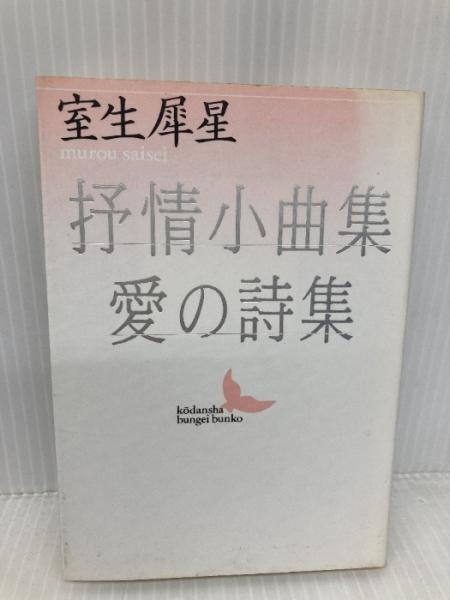 室生犀星
murou saisei
抒情小曲集
愛の詩集
kōdansha
bungei bunko